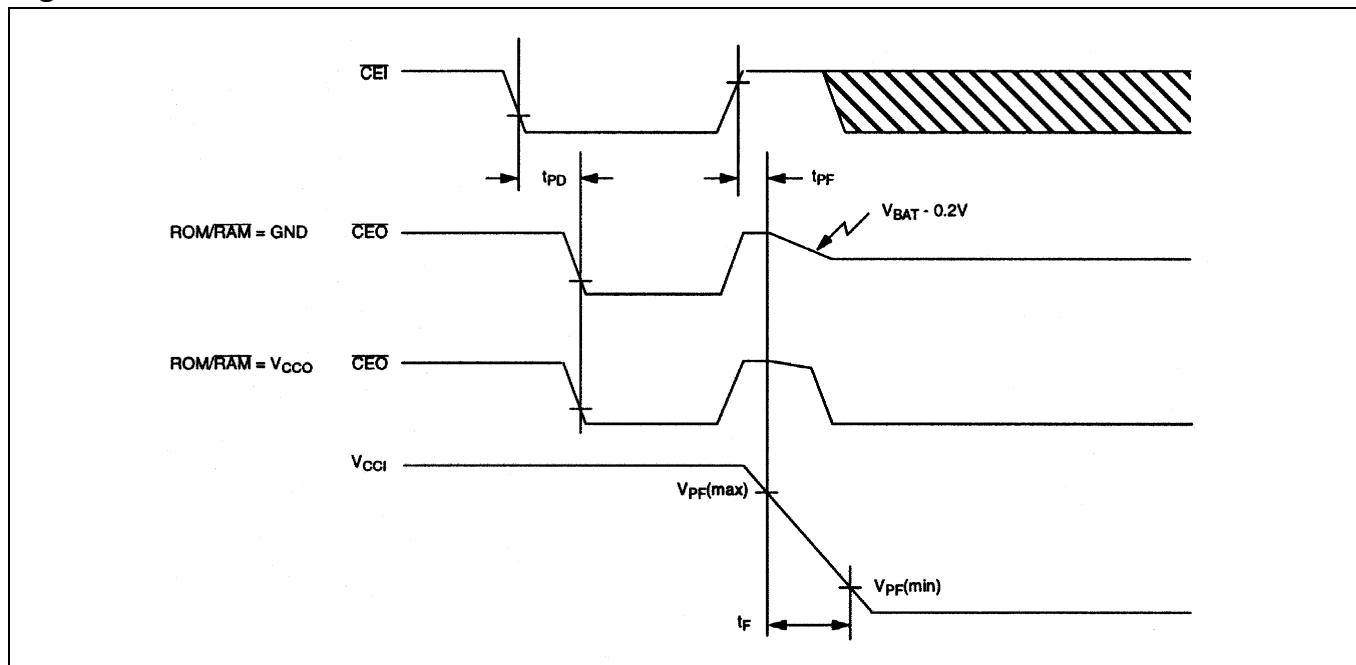 CEI
tPD
tPF
VBAT - 0.2V
ROM/RAM = GND CEO
ROM/RAM = VCCO CEO
VCCI
VPF(max)
VPF(min)
tF